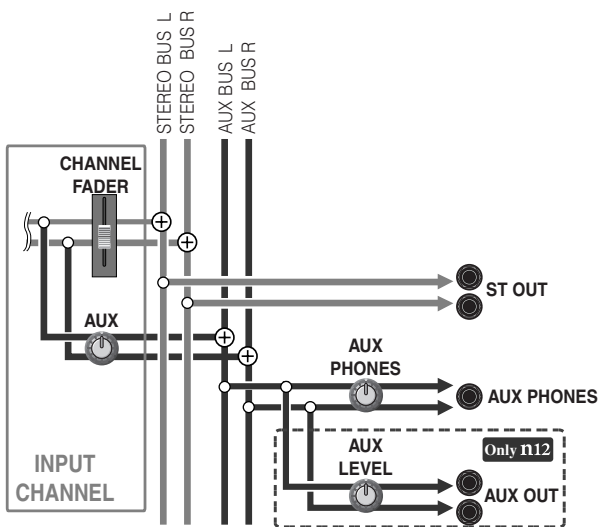 STEREO BUS L
STEREO BUS R
AUX BUS L
AUX BUS R
CHANNEL
FADER
ST OUT
AUX
AUX
PHONES
AUX PHONES
AUX
LEVEL
Only n12
AUX OUT
INPUT
CHANNEL